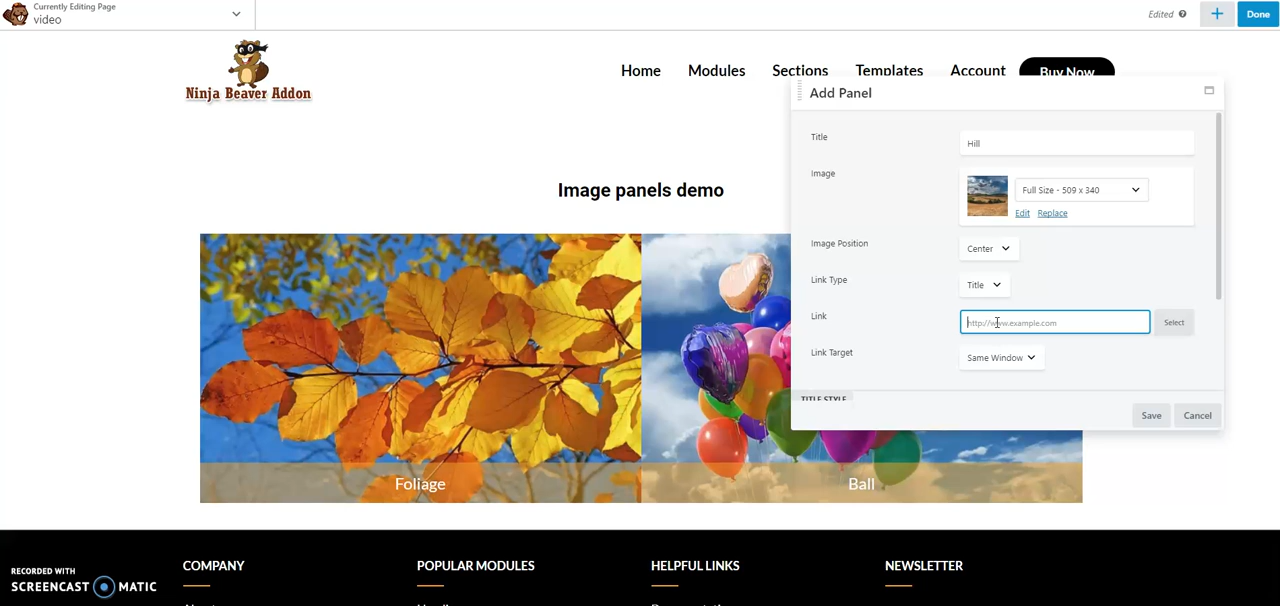 Currently Editing Page
video
Edited
Done
Ninja Beaver Addon
Home
Modules
Sections
Templates
Account
Buy Now
Add Panel
Title
Hill
Image
Full Size - 509 x 340
Edit
Replace
Image Position
Center
Link Type
Title
Link
http://www.example.com
Select
Link Target
Same Window
TITLE STYLE
Save
Cancel
Image panels demo
Foliage
Ball
RECORDED WITH
SCREENCAST MATIC
COMPANY
POPULAR MODULES
HELPFUL LINKS
NEWSLETTER